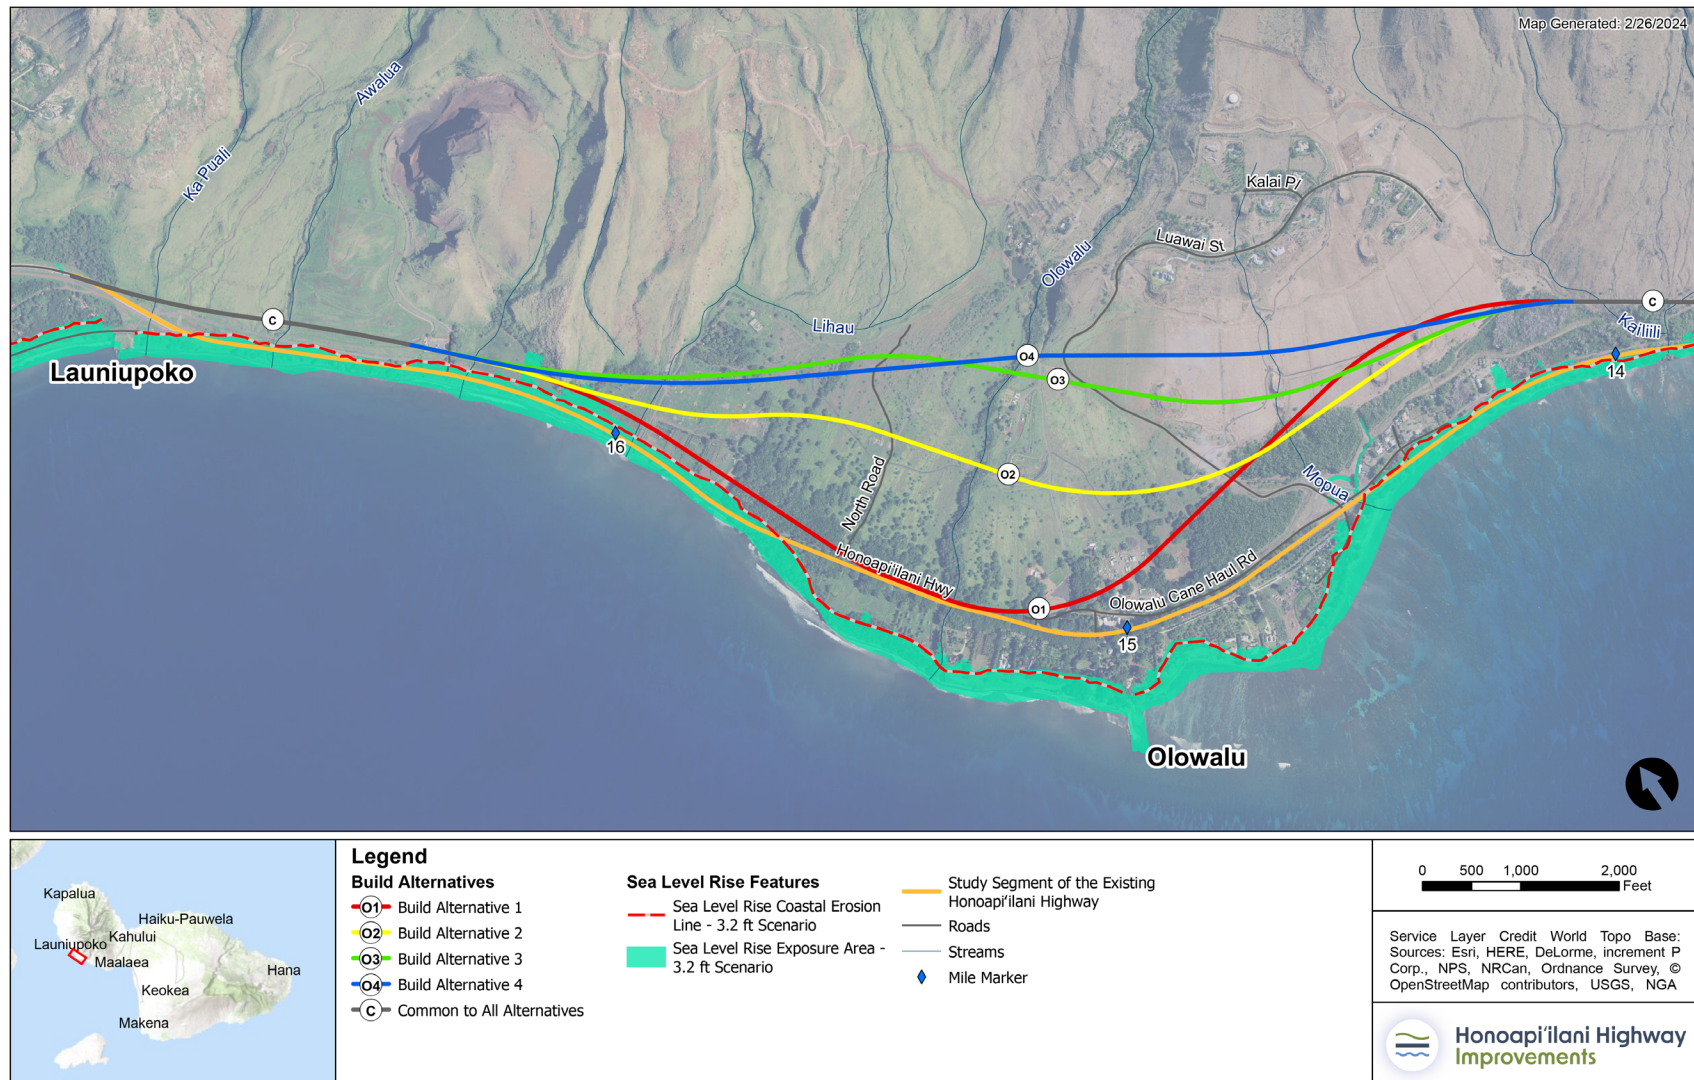 Map Generated: 2/26/2024
Awalua
Ka Puali
Kalai Pl
Luawai St
Olowalu
C
C
Kailiili
Lihau
O4
O3
14
Launiupoko
16
O2
Mopua
North Road
Honoapiʻilani Hwy
Olowalu Cane Haul Rd
O1
15
Olowalu
Kapalua
Haiku-Pauwela
Kahului
Launiupoko
Maalaea
Hana
Keokea
Makena
Legend
Build Alternatives
O1 Build Alternative 1
O2 Build Alternative 2
O3 Build Alternative 3
O4 Build Alternative 4
C Common to All Alternatives
Sea Level Rise Features
Sea Level Rise Coastal Erosion
Line - 3.2 ft Scenario
Sea Level Rise Exposure Area -
3.2 ft Scenario
Study Segment of the Existing
Honoapiʻilani Highway
Roads
Streams
Mile Marker
0 500 1,000 2,000
Feet
Service Layer Credit World Topo Base:
Sources: Esri, HERE, DeLorme, increment P
Corp., NPS, NRCan, Ordnance Survey, ©
OpenStreetMap contributors, USGS, NGA
Honoapiʻilani Highway
Improvements